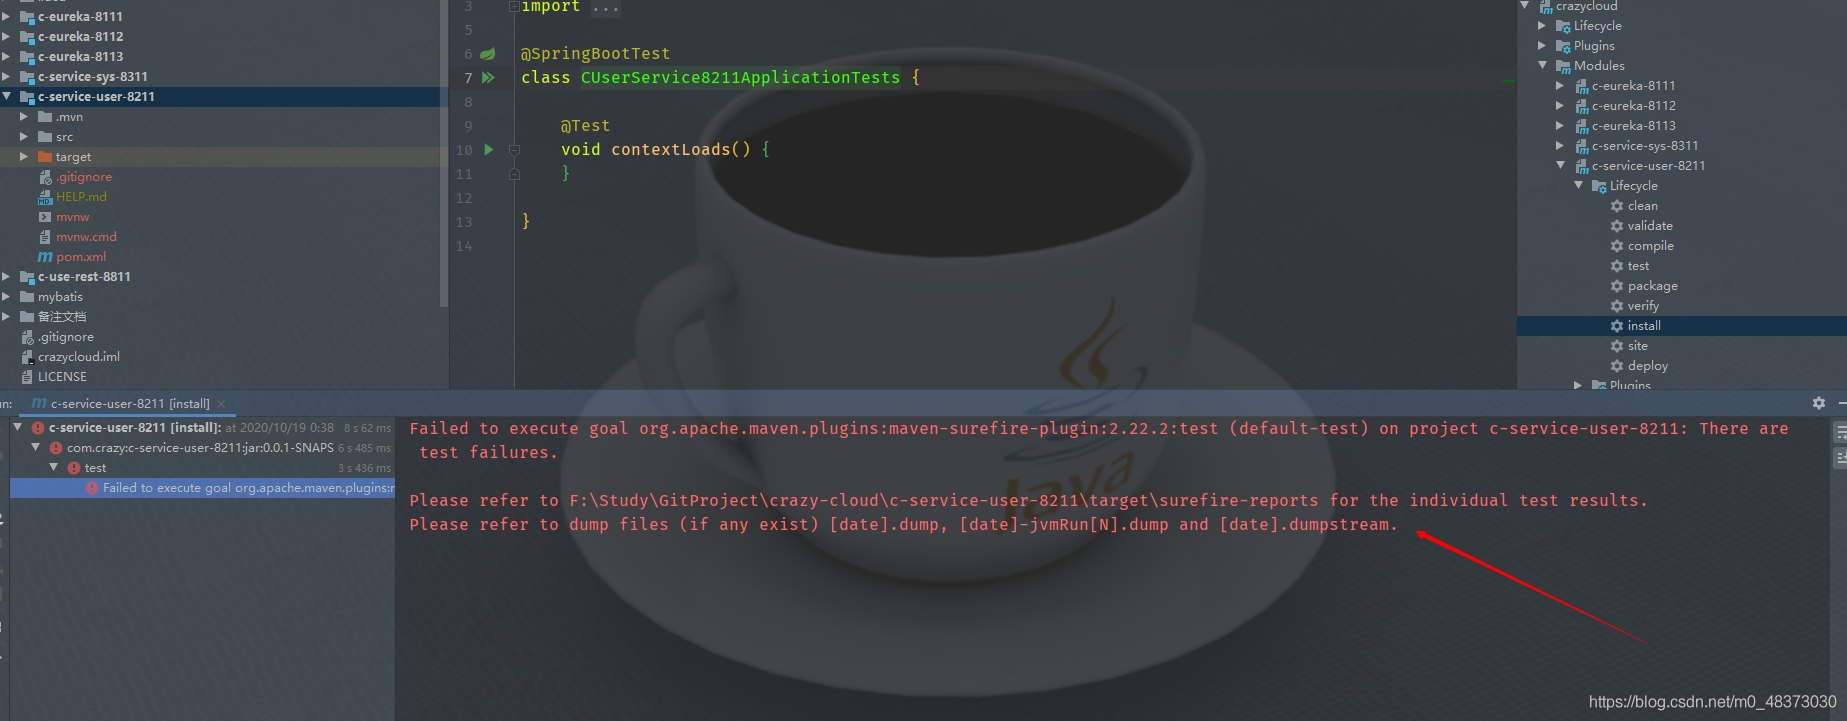 c-eureka-8111
c-eureka-8112
c-eureka-8113
c-service-sys-8311
c-service-user-8211
.mvn
src
target
.gitignore
HELP.md
mvnw
mvnw.cmd
pom.xml
c-use-rest-8811
mybatis
备注文档
.gitignore
crazycloud.iml
LICENSE
3 import ...
5
6 @SpringBootTest
7 class CUserService8211ApplicationTests {
8
9 @Test
10 void contextLoads() {
11 }
12
13 }
14
crazycloud
Lifecycle
Plugins
Modules
c-eureka-8111
c-eureka-8112
c-eureka-8113
c-service-sys-8311
c-service-user-8211
Lifecycle
clean
validate
compile
test
package
verify
install
site
deploy
Plugins
n: c-service-user-8211 [install]
c-service-user-8211 [install]: at 2020/10/19 0:38 8 s 62 ms
com.crazy:c-service-user-8211:jar:0.0.1-SNAPS 6 s 485 ms
test 3 s 436 ms
Failed to execute goal org.apache.maven.plugins:
Failed to execute goal org.apache.maven.plugins:maven-surefire-plugin:2.22.2:test (default-test) on project c-service-user-8211: There are
test failures.
Please refer to F:\Study\GitProject\crazy-cloud\c-service-user-8211\target\surefire-reports for the individual test results.
Please refer to dump files (if any exist) [date].dump, [date]-jvmRun[N].dump and [date].dumpstream.
Java
https://blog.csdn.net/m0_48373030